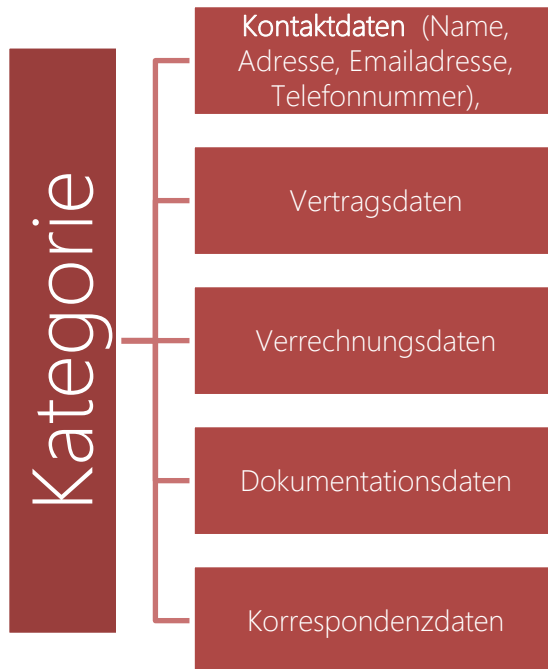 Kategorie
Kontaktdaten (Name,
Adresse, Emailadresse,
Telefonnummer),
Vertragsdaten
Verrechnungsdaten
Dokumentationsdaten
Korrespondenzdaten